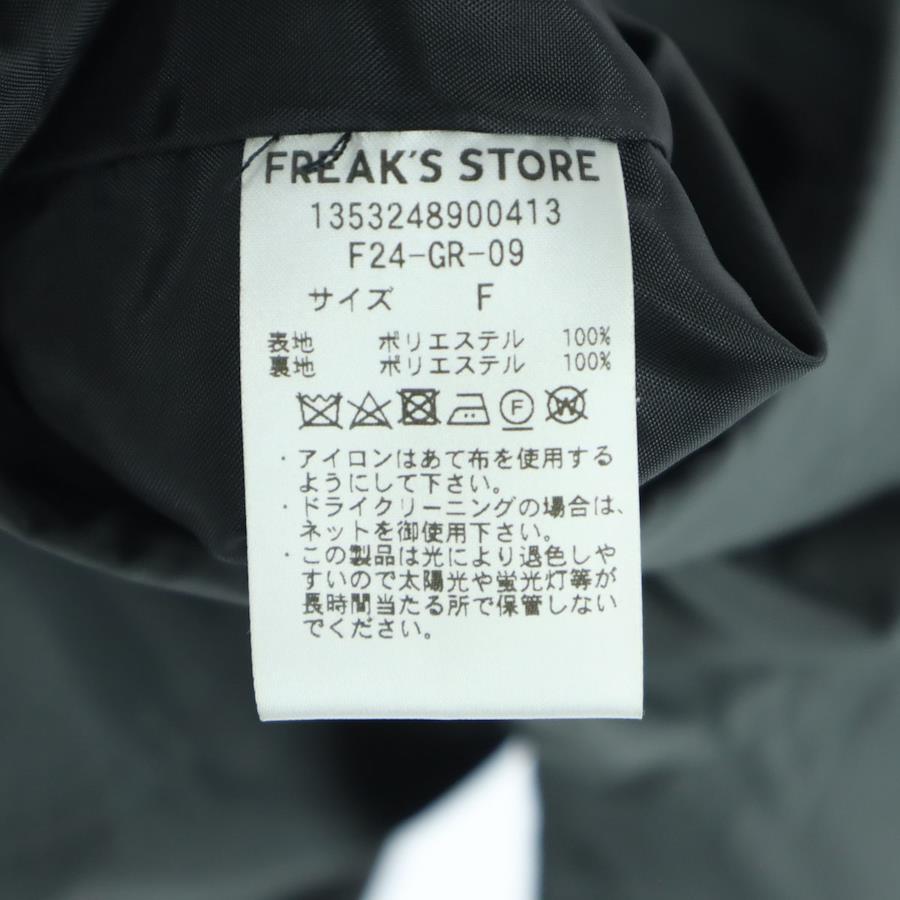 FREAK'S STORE
1353248900413
F24-GR-09
サイズ F
表地 ポリエステル 100%
裏地 ポリエステル 100%
F W
・アイロンはあて布を使用する
ようにして下さい。
・ドライクリーニングの場合は、
ネットを御使用下さい。
・この製品は光により退色しや
すいので太陽光や蛍光灯等が
長時間当たる所で保管しない
でください。